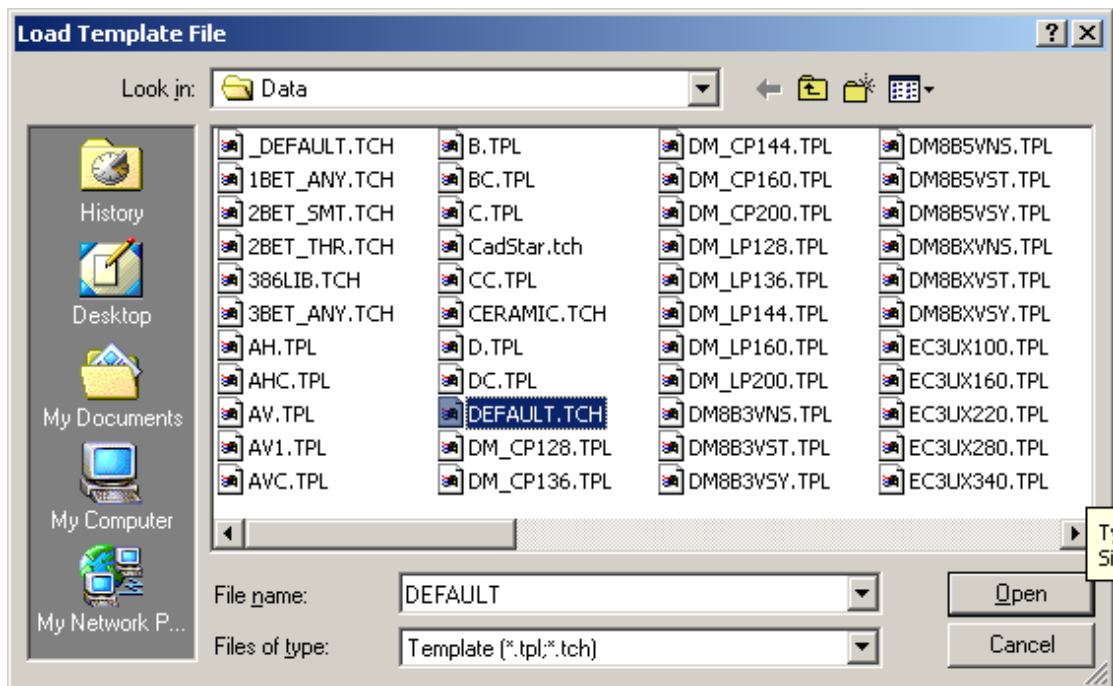 Load Template File
Look in: Data
History
Desktop
My Documents
My Computer
My Network P...
_DEFAULT.TCH
1BET_ANY.TCH
2BET_SMT.TCH
2BET_THR.TCH
386LIB.TCH
3BET_ANY.TCH
AH.TPL
AHC.TPL
AV.TPL
AV1.TPL
AVC.TPL
B.TPL
BC.TPL
C.TPL
CadStar.tch
CC.TPL
CERAMIC.TCH
D.TPL
DC.TPL
DEFAULT.TCH
DM_CP128.TPL
DM_CP136.TPL
DM_CP144.TPL
DM_CP160.TPL
DM_CP200.TPL
DM_LP128.TPL
DM_LP136.TPL
DM_LP144.TPL
DM_LP160.TPL
DM_LP200.TPL
DM8B3VNS.TPL
DM8B3VST.TPL
DM8B3VSY.TPL
DM8B5VNS.TPL
DM8B5VST.TPL
DM8B5VSY.TPL
DM8BXVNS.TPL
DM8BXVST.TPL
DM8BXVSY.TPL
EC3UX100.TPL
EC3UX160.TPL
EC3UX220.TPL
EC3UX280.TPL
EC3UX340.TPL
File name: DEFAULT Open
Files of type: Template (*.tpl;*.tch) Cancel